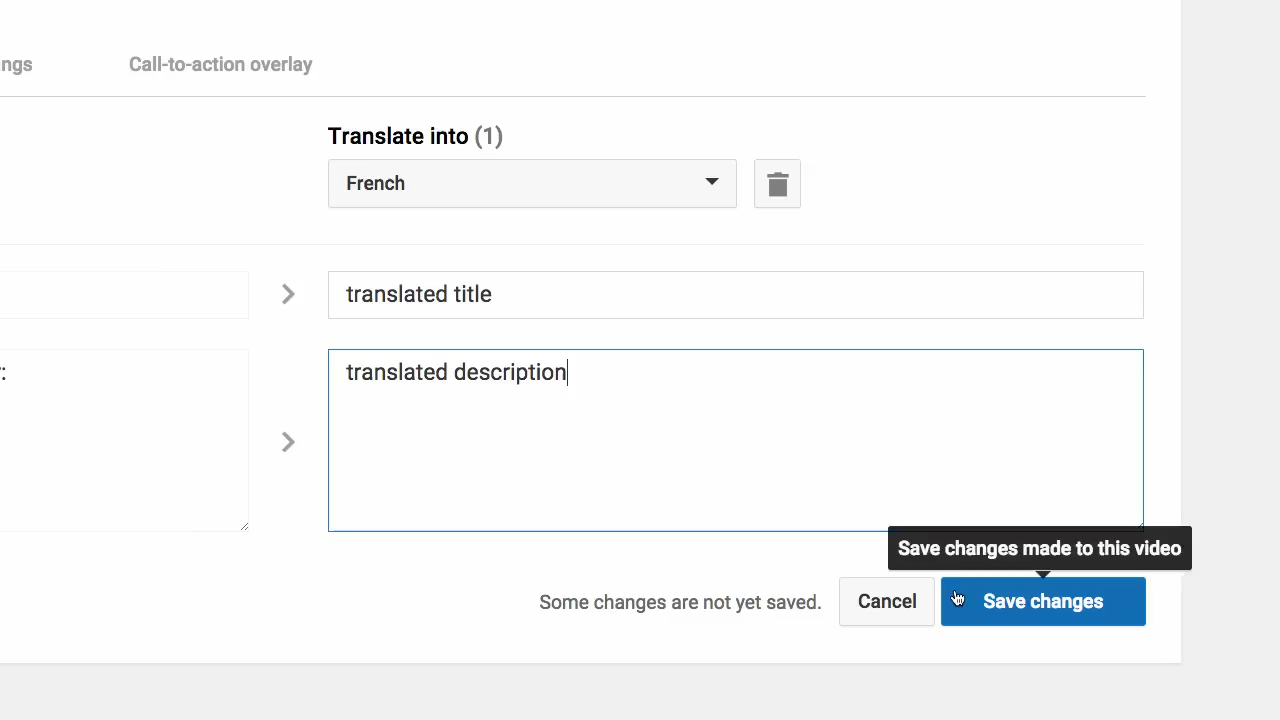 ngs
Call-to-action overlay
Translate into (1)
French
translated title
:
translated description
Save changes made to this video
Some changes are not yet saved.
Cancel
Save changes